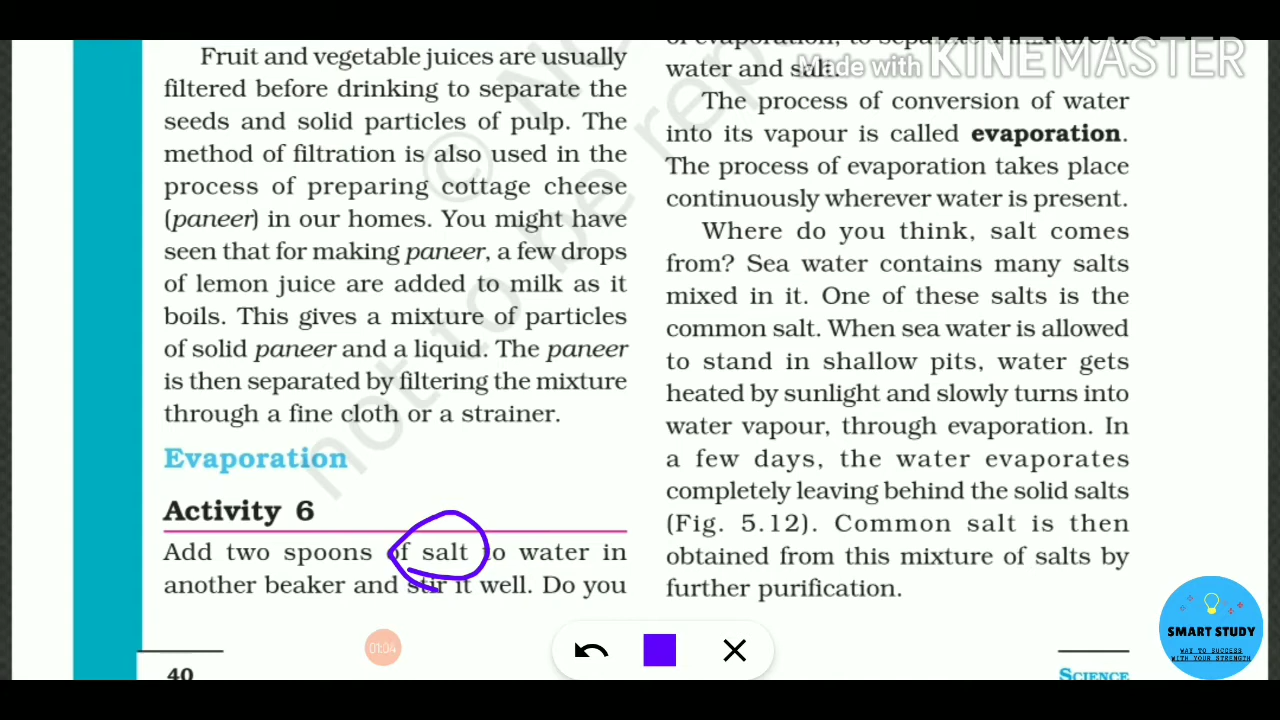 Fruit and vegetable juices are usually
filtered before drinking to separate the
seeds and solid particles of pulp. The
method of filtration is also used in the
process of preparing cottage cheese
(paneer) in our homes. You might have
seen that for making paneer, a few drops
of lemon juice are added to milk as it
boils. This gives a mixture of particles
of solid paneer and a liquid. The paneer
is then separated by filtering the mixture
through a fine cloth or a strainer.
Evaporation
Activity 6
Add two spoons of salt to water in
another beaker and stir it well. Do you
40
of evaporation, to separate a mixture of
water and salt.
The process of conversion of water
into its vapour is called evaporation.
The process of evaporation takes place
continuously wherever water is present.
Where do you think, salt comes
from? Sea water contains many salts
mixed in it. One of these salts is the
common salt. When sea water is allowed
to stand in shallow pits, water gets
heated by sunlight and slowly turns into
water vapour, through evaporation. In
a few days, the water evaporates
completely leaving behind the solid salts
(Fig. 5.12). Common salt is then
obtained from this mixture of salts by
further purification.
SCIENCE
Made with KINEMASTER
© 
not to be rep
01:04
SMART STUDY
WAY TO SUCCESS
WITH YOUR STRENGTH